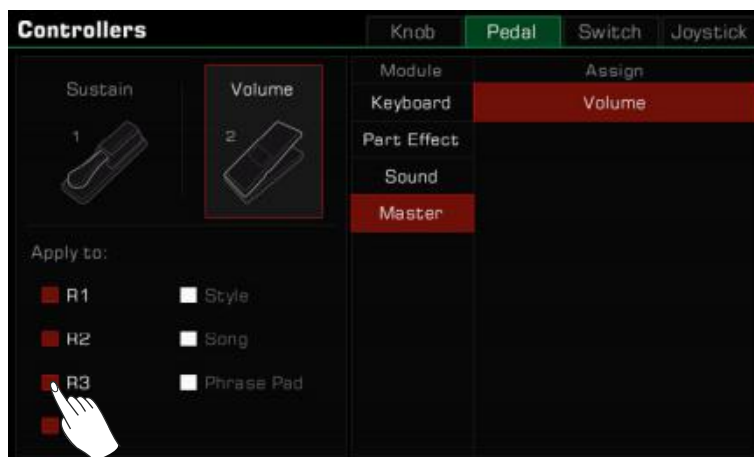 Controllers
Knob Pedal Switch Joystick
Sustain Volume
1 2
Module Assign
Keyboard Volume
Part Effect
Sound
Master
Apply to:
R1 Style
R2 Song
R3 Phrase Pad